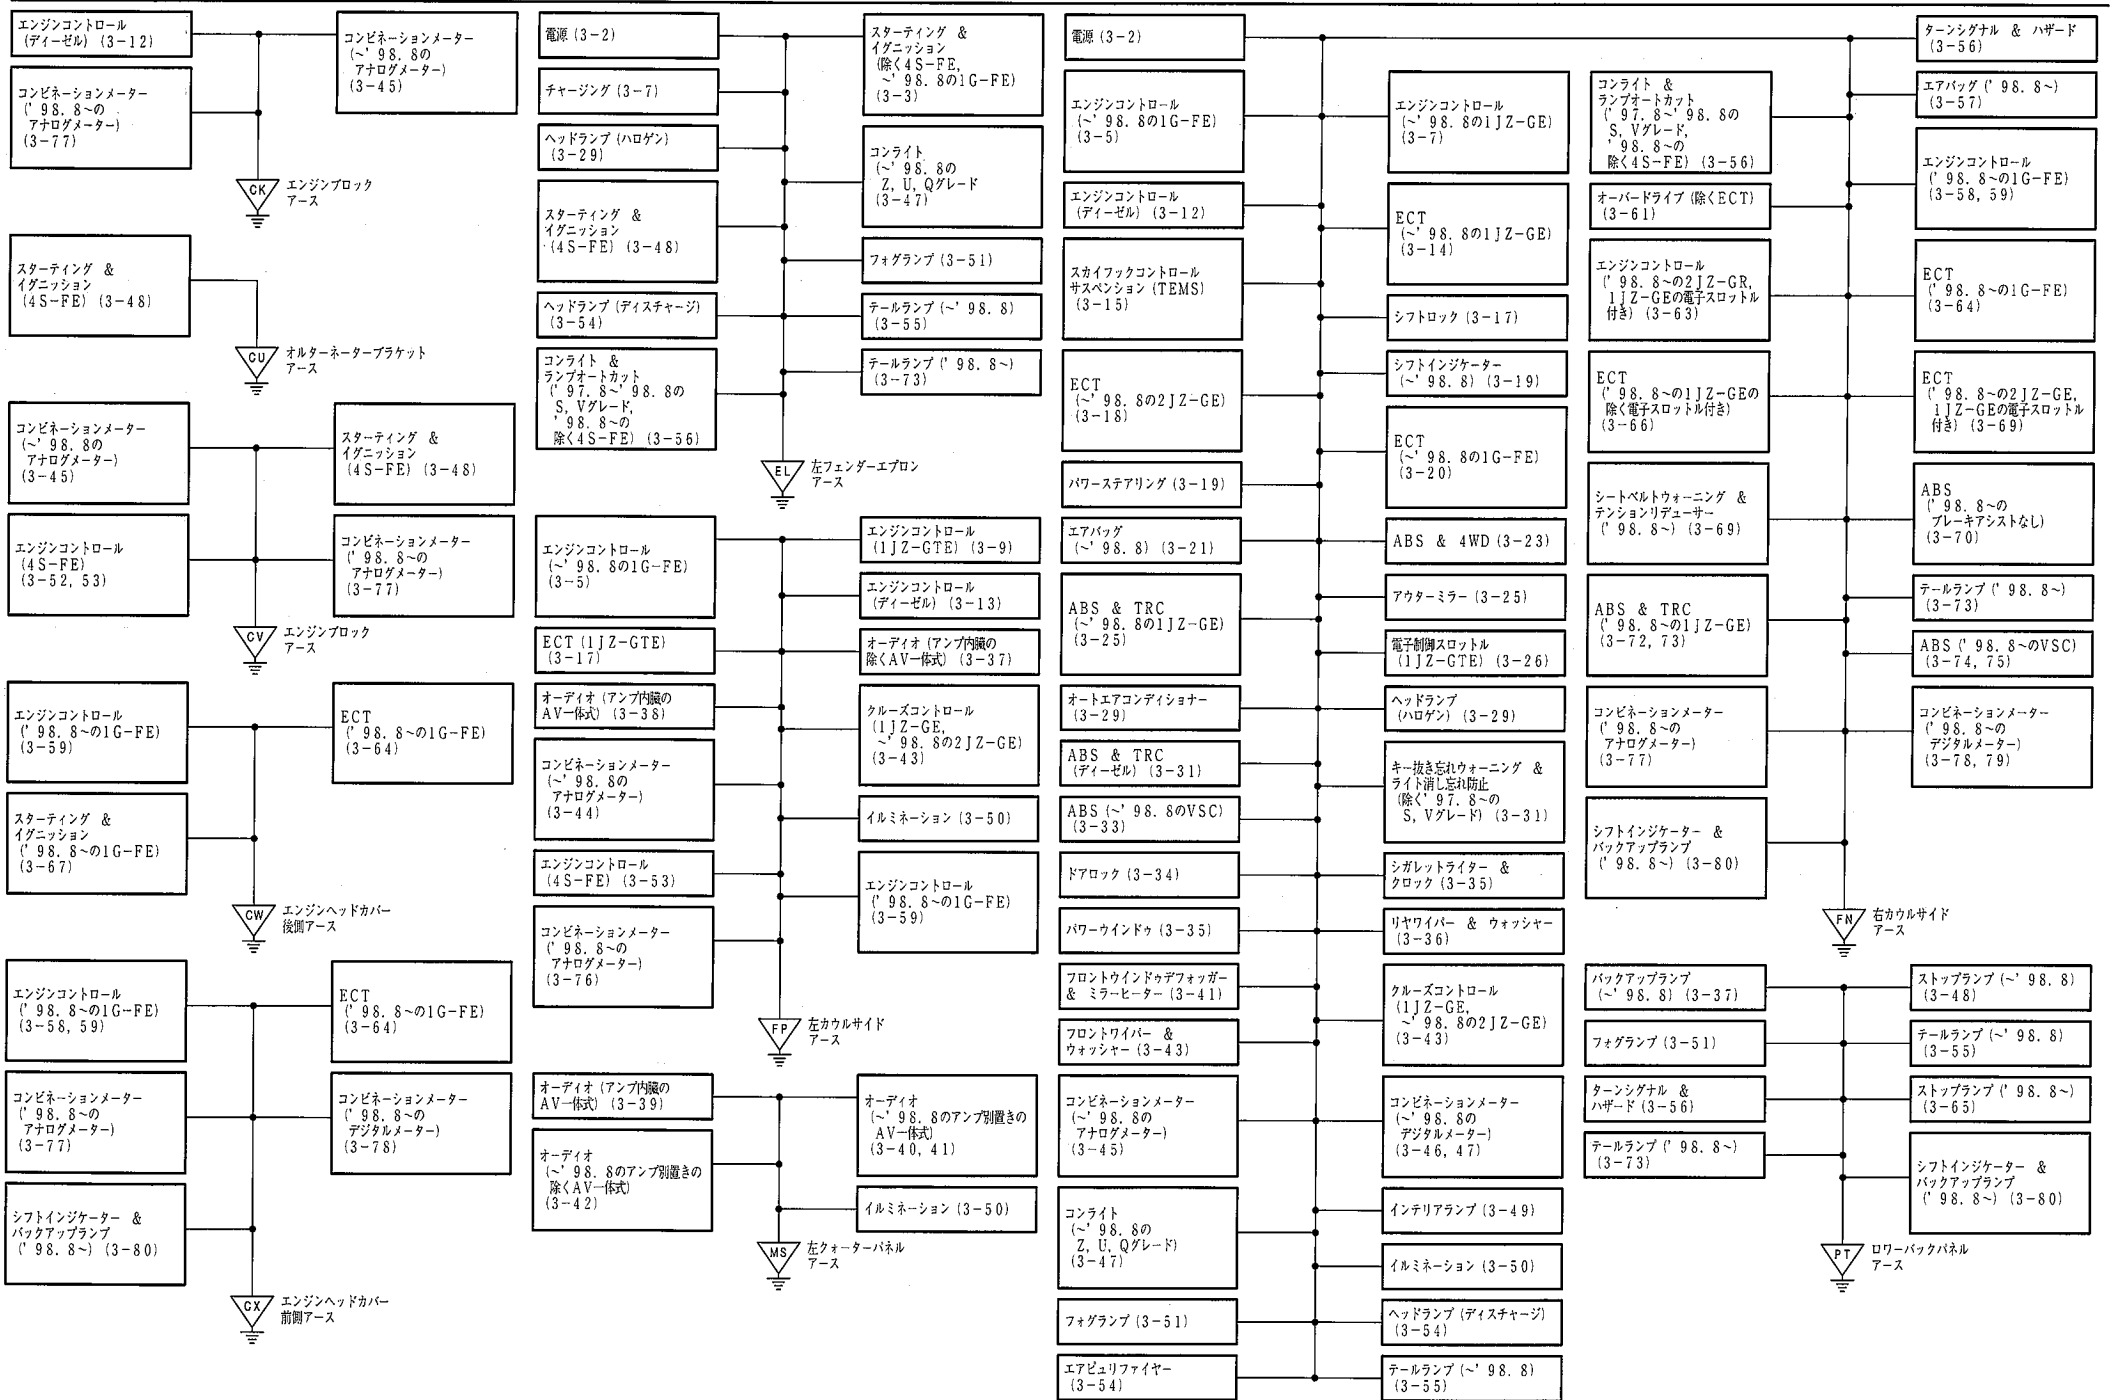 エンジンコントロール
(ディーゼル) (3-12)
コンビネーションメーター
('98. 8~の
アナログメーター)
(3-77)
コンビネーションメーター
(~'98. 8の
アナログメーター)
(3-45)
CK
エンジンブロック
アース
スターティング &
イグニッション
(4S-FE) (3-48)
CU
オルターネーターブラケット
アース
コンビネーションメーター
(~'98. 8の
アナログメーター)
(3-45)
エンジンコントロール
(4S-FE)
(3-52, 53)
スターティング &
イグニッション
(4S-FE) (3-48)
コンビネーションメーター
('98. 8~の
アナログメーター)
(3-77)
CV
エンジンブロック
アース
エンジンコントロール
('98. 8~の1G-FE)
(3-59)
スターティング &
イグニッション
('98. 8~の1G-FE)
(3-67)
ECT
('98. 8~の1G-FE)
(3-64)
CW
エンジンヘッドカバー
後側アース
エンジンコントロール
('98. 8~の1G-FE)
(3-58, 59)
コンビネーションメーター
('98. 8~の
アナログメーター)
(3-77)
シフトインジケーター &
バックアップランプ
('98. 8~) (3-80)
ECT
('98. 8~の1G-FE)
(3-64)
コンビネーションメーター
('98. 8~の
デジタルメーター)
(3-78)
CX
エンジンヘッドカバー
前側アース
電源 (3-2)
チャージング (3-7)
ヘッドランプ (ハロゲン)
(3-29)
スターティング &
イグニッション
(4S-FE) (3-48)
ヘッドランプ (ディスチャージ)
(3-54)
コンライト &
ランプオートカット
('97. 8~'98. 8の
S, Vグレード,
'98. 8~の
除く4S-FE) (3-56)
スターティング &
イグニッション
(除く4S-FE,
~'98. 8の1G-FE)
(3-3)
コンライト
(~'98. 8の
Z, U, Qグレード
(3-47)
フォグランプ (3-51)
テールランプ (~'98. 8)
(3-55)
テールランプ ('98. 8~)
(3-73)
EL
左フェンダーエプロン
アース
エンジンコントロール
(~'98. 8の1G-FE)
(3-5)
ECT (1JZ-GTE)
(3-17)
オーディオ (アンプ内臓の
AV一体式) (3-38)
コンビネーションメーター
(~'98. 8の
アナログメーター)
(3-44)
エンジンコントロール
(4S-FE) (3-53)
コンビネーションメーター
('98. 8~の
アナログメーター)
(3-76)
エンジンコントロール
(1JZ-GTE) (3-9)
エンジンコントロール
(ディーゼル) (3-13)
オーディオ (アンプ内臓の
除くAV一体式) (3-37)
クルーズコントロール
(1JZ-GE,
~'98. 8の2JZ-GE)
(3-43)
イルミネーション (3-50)
エンジンコントロール
('98. 8~の1G-FE)
(3-59)
FP
左カウルサイド
アース
オーディオ (アンプ内臓の
AV一体式) (3-39)
オーディオ
(~'98. 8のアンプ別置きの
除くAV一体式)
(3-42)
オーディオ
(~'98. 8のアンプ別置きの
AV一体式)
(3-40, 41)
イルミネーション (3-50)
MS
左クォーターパネル
アース
電源 (3-2)
エンジンコントロール
(~'98. 8の1G-FE)
(3-5)
エンジンコントロール
(ディーゼル) (3-12)
スカイフックコントロール
サスペンション (TEMS)
(3-15)
ECT
(~'98. 8の2JZ-GE)
(3-18)
パワーステアリング (3-19)
エアバッグ
(~'98. 8) (3-21)
ABS & TRC
(~'98. 8の1JZ-GE)
(3-25)
オートエアコンディショナー
(3-29)
ABS & TRC
(ディーゼル) (3-31)
ABS (~'98. 8のVSC)
(3-33)
ドアロック (3-34)
パワーウインドゥ (3-35)
フロントウインドゥデフォッガー
& ミラーヒーター (3-41)
フロントワイパー &
ウォッシャー (3-43)
コンビネーションメーター
(~'98. 8の
アナログメーター)
(3-45)
コンライト
(~'98. 8の
Z, U, Qグレード)
(3-47)
フォグランプ (3-51)
エアピュリファイヤー
(3-54)
エンジンコントロール
(~'98. 8の1JZ-GE)
(3-7)
ECT
(~'98. 8の1JZ-GE)
(3-14)
シフトロック (3-17)
シフトインジケーター
(~'98. 8) (3-19)
ECT
(~'98. 8の1G-FE)
(3-20)
ABS & 4WD (3-23)
アウターミラー (3-25)
電子制御スロットル
(1JZ-GTE) (3-26)
ヘッドランプ
(ハロゲン) (3-29)
キー抜き忘れウォーニング &
ライト消し忘れ防止
(除く'97. 8~の
S, Vグレード) (3-31)
シガレットライター &
クロック (3-35)
リヤワイパー & ウォッシャー
(3-36)
クルーズコントロール
(1JZ-GE,
~'98. 8の2JZ-GE)
(3-43)
コンビネーションメーター
(~'98. 8の
デジタルメーター)
(3-46, 47)
インテリアランプ (3-49)
イルミネーション (3-50)
ヘッドランプ (ディスチャージ)
(3-54)
テールランプ (~'98. 8)
(3-55)
コンライト &
ランプオートカット
('97. 8~'98. 8の
S, Vグレード,
'98. 8~の
除く4S-FE) (3-56)
オーバードライブ (除くECT)
(3-61)
エンジンコントロール
('98. 8~の2JZ-GR,
1JZ-GEの電子スロットル
付き) (3-63)
ECT
('98. 8~の1JZ-GEの
除く電子スロットル付き)
(3-66)
シートベルトウォーニング &
テンションリデューサー
('98. 8~) (3-69)
ABS & TRC
('98. 8~の1JZ-GE)
(3-72, 73)
コンビネーションメーター
('98. 8~の
アナログメーター)
(3-77)
シフトインジケーター &
バックアップランプ
('98. 8~) (3-80)
ターンシグナル & ハザード
(3-56)
エアバッグ ('98. 8~)
(3-57)
エンジンコントロール
('98. 8~の1G-FE)
(3-58, 59)
ECT
('98. 8~の1G-FE)
(3-64)
ECT
('98. 8~の2JZ-GE,
1JZ-GEの電子スロットル
付き) (3-69)
ABS
('98. 8~の
ブレーキアシストなし)
(3-70)
テールランプ ('98. 8~)
(3-73)
ABS ('98. 8~のVSC)
(3-74, 75)
コンビネーションメーター
('98. 8~の
デジタルメーター)
(3-78, 79)
FN
右カウルサイド
アース
バックアップランプ
(~'98. 8) (3-37)
フォグランプ (3-51)
ターンシグナル &
ハザード (3-56)
テールランプ ('98. 8~)
(3-73)
ストップランプ (~'98. 8)
(3-48)
テールランプ (~'98. 8)
(3-55)
ストップランプ ('98. 8~)
(3-65)
シフトインジケーター &
バックアップランプ
('98. 8~) (3-80)
PT
ロワーバックパネル
アース